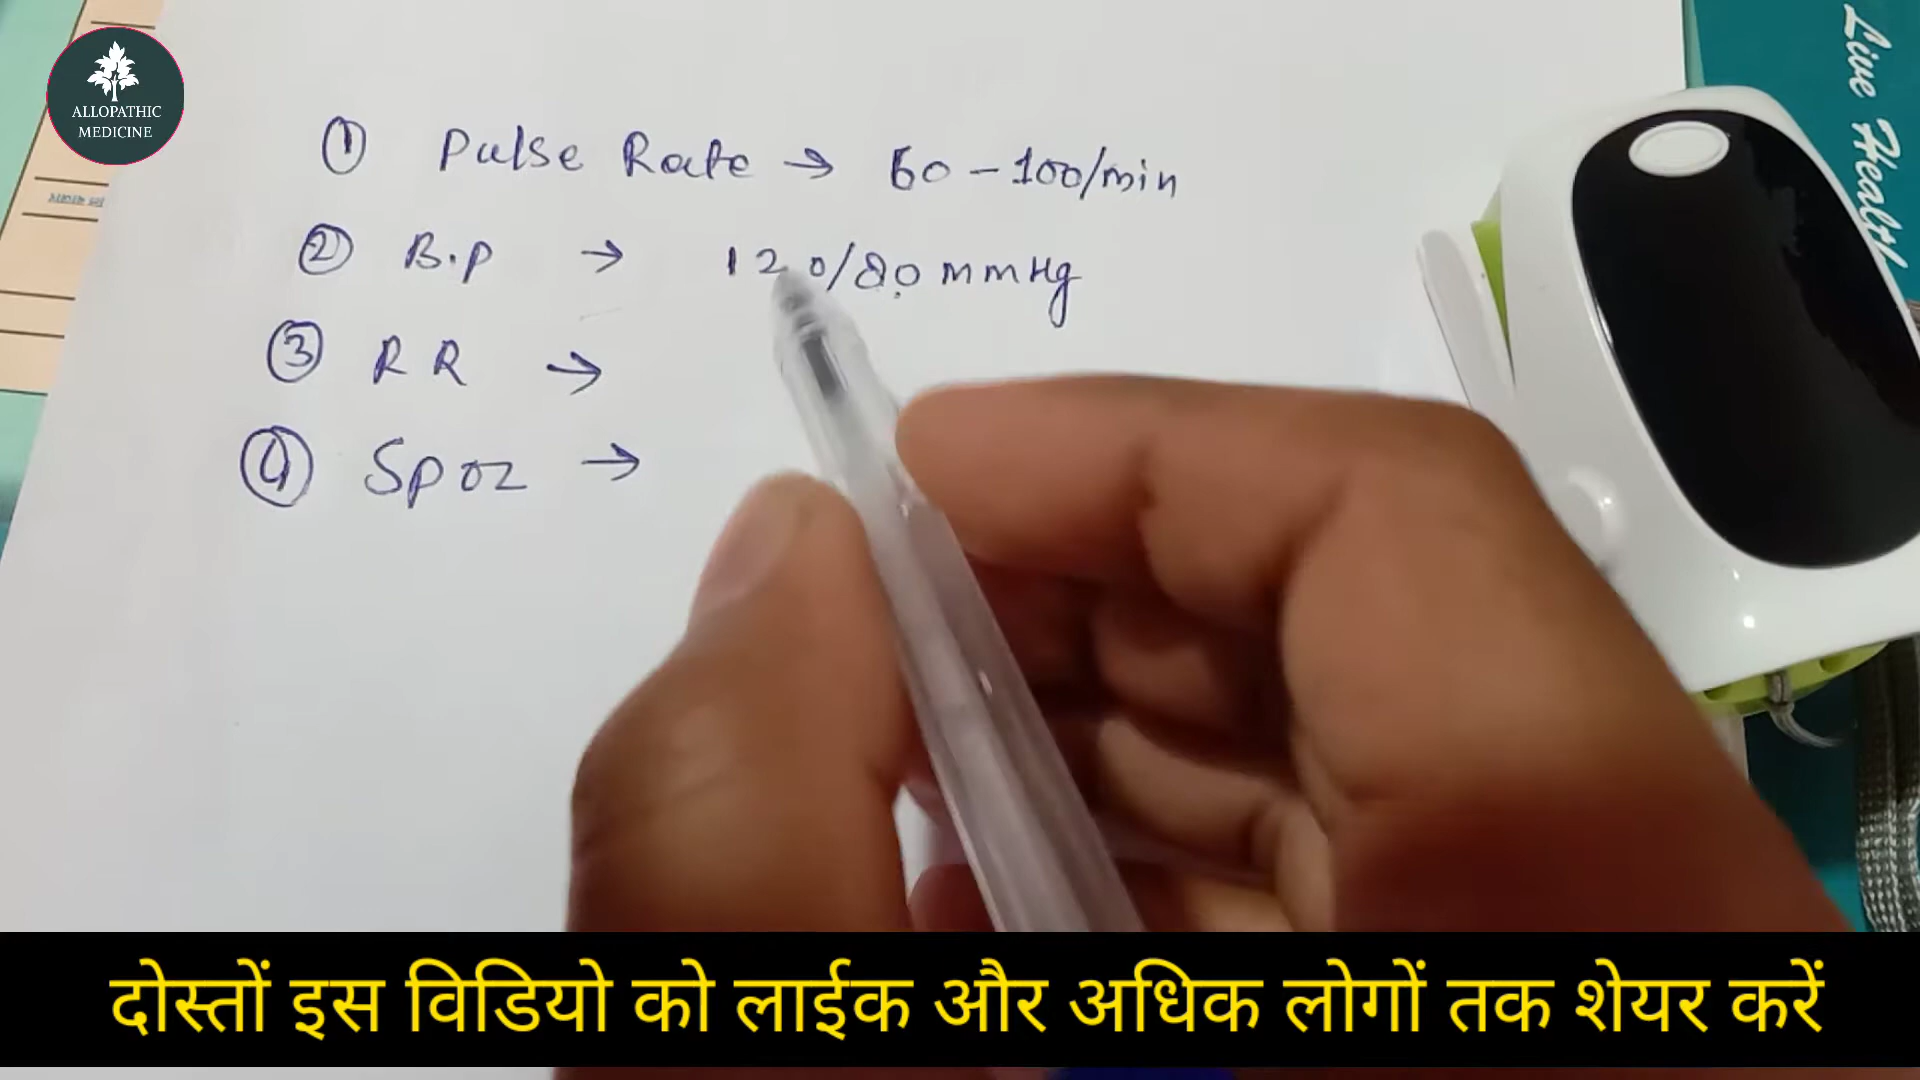 ALLOPATHIC
MEDICINE
Live Health
① Pulse Rate → 60 - 100/min
② B.P → 120/80 mmHg
③ RR →
④ SpO2 →
दोस्तों इस विडियो को लाईक और अधिक लोगों तक शेयर करें